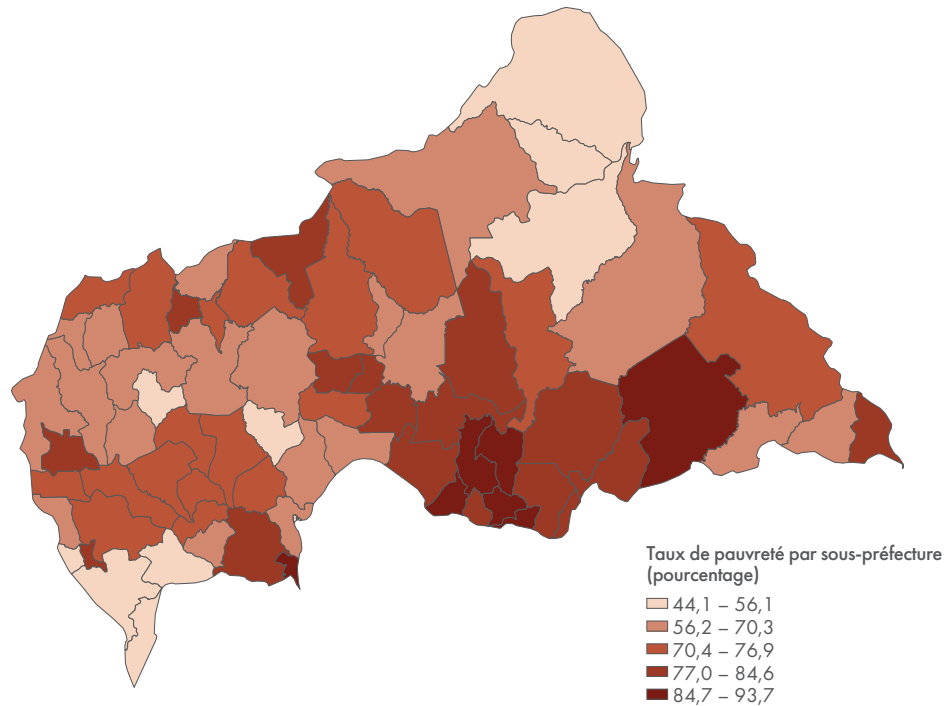 Taux de pauvreté par sous-préfecture
(pourcentage)
44,1 – 56,1
56,2 – 70,3
70,4 – 76,9
77,0 – 84,6
84,7 – 93,7